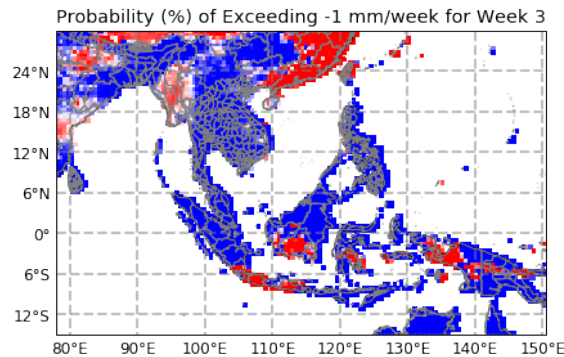 Probability (%) of Exceeding -1 mm/week for Week 3
24°N
18°N
12°N
6°N
0°
6°S
12°S
80°E 90°E 100°E 110°E 120°E 130°E 140°E 150°E